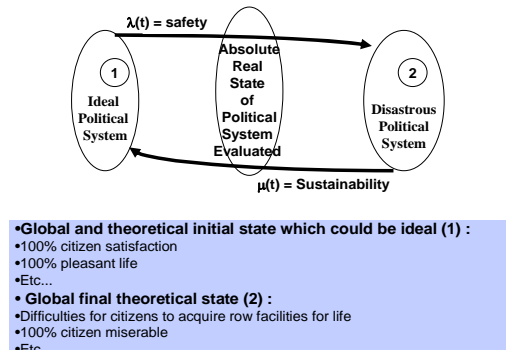 λ(t) = safety
1
Ideal
Political
System
Absolute
Real
State
of
Political
System
Evaluated
2
Disastrous
Political
System
μ(t) = Sustainability
•Global and theoretical initial state which could be ideal (1) :
•100% citizen satisfaction
•100% pleasant life
•Etc...
• Global final theoretical state (2) :
•Difficulties for citizens to acquire row facilities for life
•100% citizen miserable
•Etc